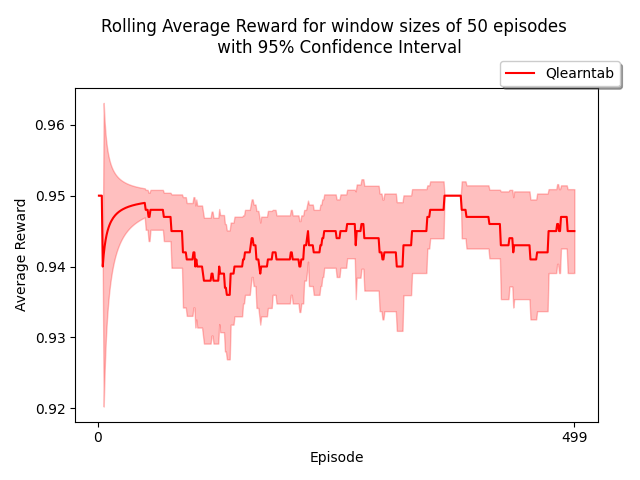 Rolling Average Reward for window sizes of 50 episodes
with 95% Confidence Interval
Qlearntab
0.96
0.95
0.94
0.93
0.92
Average Reward
0
499
Episode